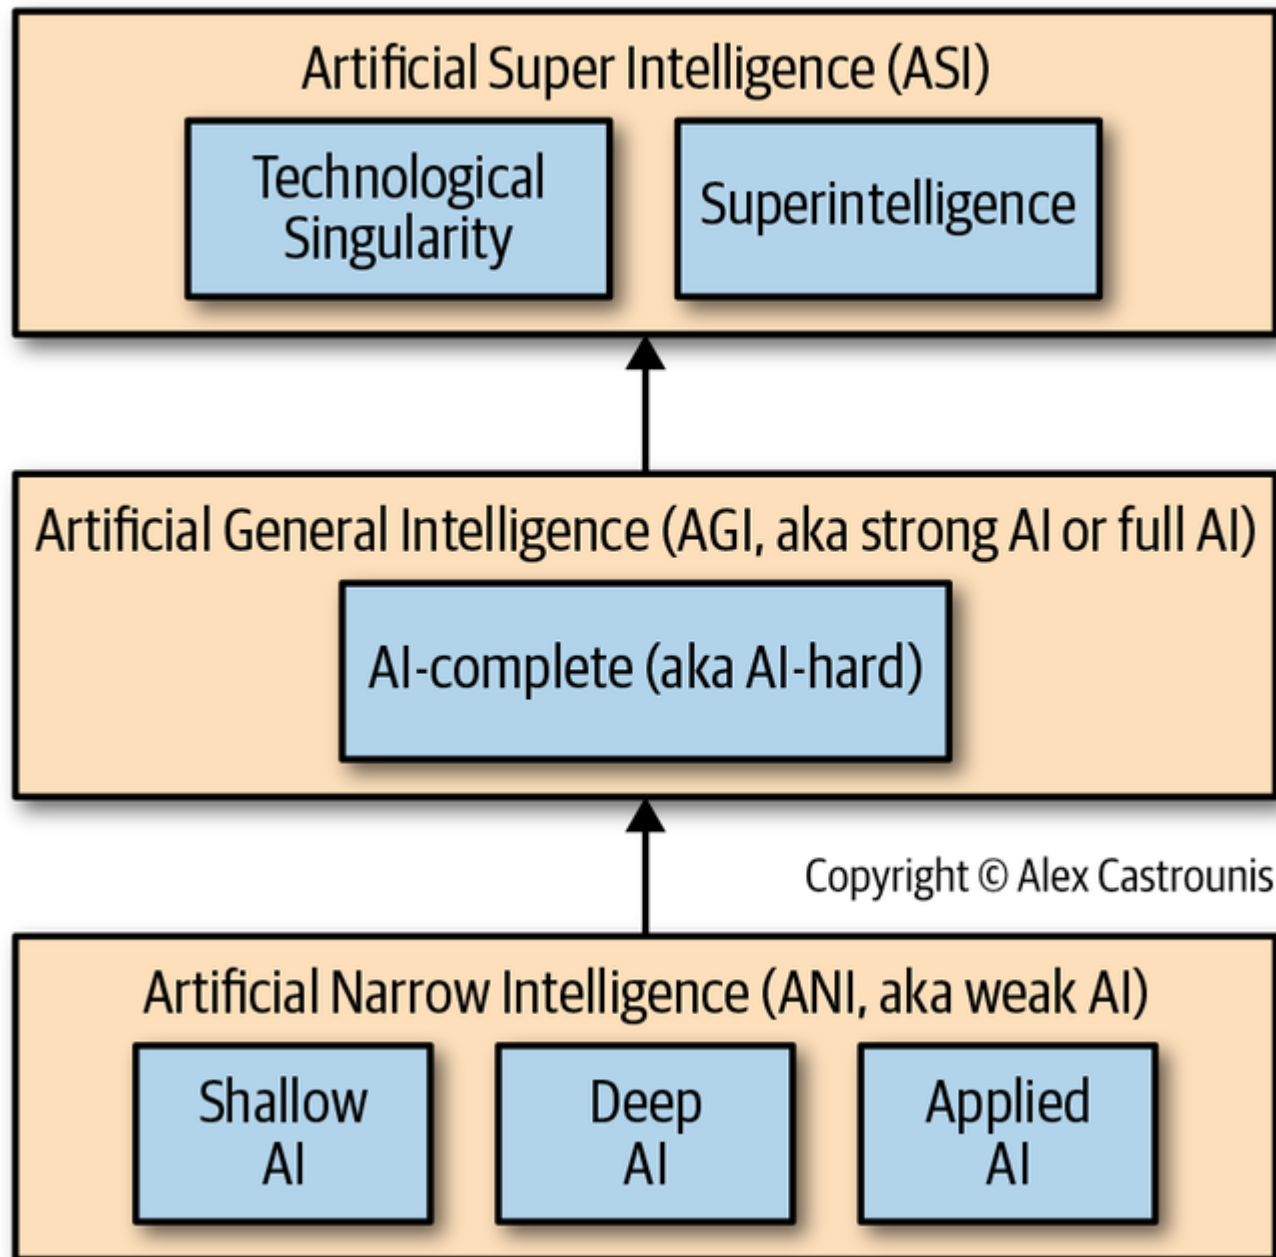 Artificial Super Intelligence (ASI)
Technological
Singularity
Superintelligence
Artificial General Intelligence (AGI, aka strong AI or full AI)
AI-complete (aka AI-hard)
Copyright © Alex Castrounis
Artificial Narrow Intelligence (ANI, aka weak AI)
Shallow
AI
Deep
AI
Applied
AI